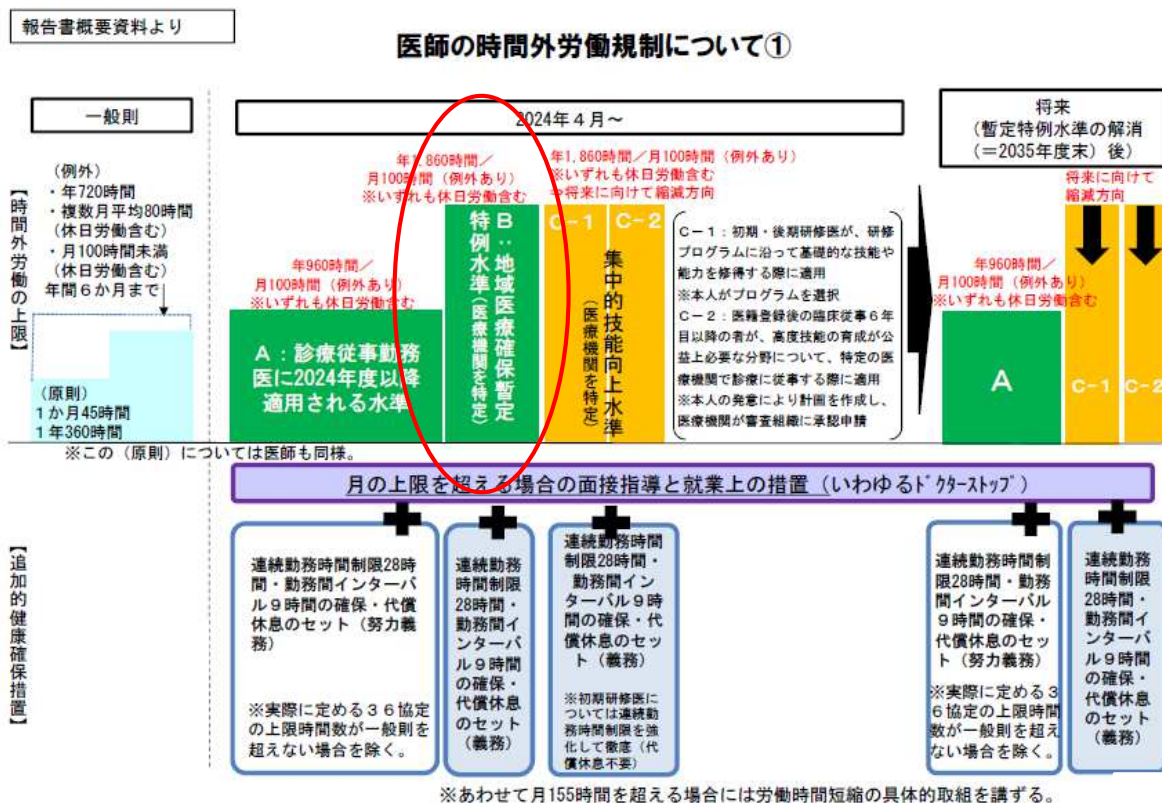 報告書概要資料より
医師の時間外労働規制について①
一般則
2024年4月~
将来
(暫定特例水準の解消
(=2035年度末)後)
【時間外労働の上限】
(例外)
・年720時間
・複数月平均80時間
(休日労働含む)
・月100時間未満
(休日労働含む)
年間6か月まで
(原則)
1か月45時間
1年360時間
※この(原則)については医師も同様。
年960時間/
月100時間(例外あり)
※いずれも休日労働含む
A:診療従事勤務
医に2024年度以降
適用される水準
年1,860時間/
月100時間(例外あり)
※いずれも休日労働含む
B:地域医療確保暫定
特例水準(医療機関を特定)
年1,860時間/月100時間(例外あり)
※いずれも休日労働含む
将来に向けて縮減方向
C-1
C-2
集中的技能向上水準
(医療機関を特定)
C-1:初期・後期研修医が、研修
プログラムに沿って基礎的な技能や
能力を修得する際に適用
※本人がプログラムを選択
C-2:医籍登録後の臨床従事6年
目以降の者が、高度技能の育成が公
益上必要な分野について、特定の医
療機関で診療に従事する際に適用
※本人の発意により計画を作成し、
医療機関が審査組織に承認申請
年960時間/
月100時間(例外あり)
※いずれも休日労働含む
A
将来に向けて
縮減方向
C-1
C-2
月の上限を超える場合の面接指導と就業上の措置(いわゆるドクターストップ)
【追加的健康確保措置】
連続勤務時間制限28時
間・勤務間インターバ
ル9時間の確保・代償
休息のセット(努力義
務)
※実際に定める36協定
の上限時間数が一般則を
超えない場合を除く。
連続勤務
時間制限
28時間・
勤務間イ
ンターバ
ル9時間
の確保・
代償休息
のセット
(義務)
連続勤務時間
制限28時間・
勤務間イン
ターバル9時
間の確保・代
償休息のセッ
ト(義務)
※初期研修医に
ついては連続勤
務時間制限を強
化して徹底(代
償休息不要)
連続勤務時間制
限28時間・勤務
間インターバル
9時間の確保・
代償休息のセッ
ト(努力義務)
※実際に定める3
6協定の上限時間
数が一般則を超え
ない場合を除く。
連続勤務
時間制限
28時間・
勤務間イ
ンターバ
ル9時間
の確保・
代償休息
のセット
(義務)
※あわせて月155時間を超える場合には労働時間短縮の具体的取組を講ずる。